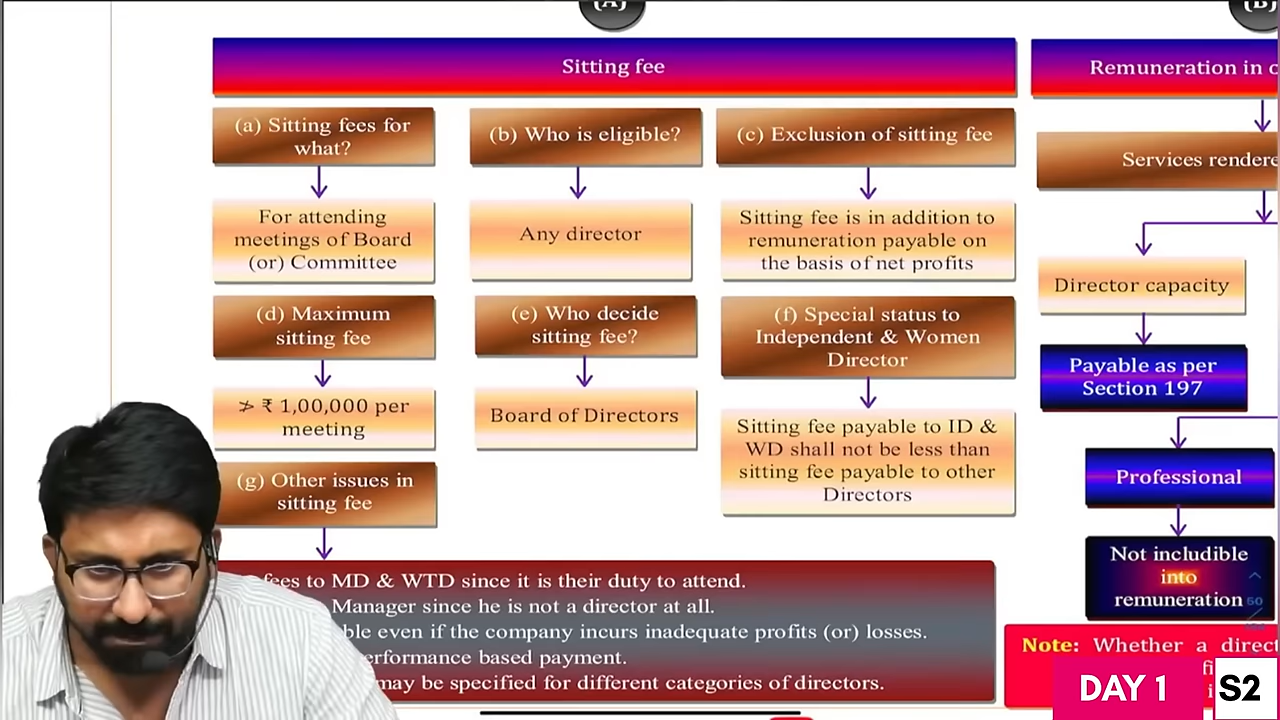 (A)
(B)
Sitting fee
Remuneration in
(a) Sitting fees for
what?
(b) Who is eligible?
(c) Exclusion of sitting fee
For attending
meetings of Board
(or) Committee
Any director
Sitting fee is in addition to
remuneration payable on
the basis of net profits
(d) Maximum
sitting fee
(e) Who decide
sitting fee?
(f) Special status to
Independent & Women
Director
≯ ₹ 1,00,000 per
meeting
Board of Directors
Sitting fee payable to ID &
WD shall not be less than
sitting fee payable to other
Directors
(g) Other issues in
sitting fee
fees to MD & WTD since it is their duty to attend.
Manager since he is not a director at all.
even if the company incurs inadequate profits (or) losses.
based payment.
may be specified for different categories of directors.
Services
Director capacity
Payable as per
Section 197
Professional
Not includible
into
remuneration
50
Note: Whether a
DAY 1
S2